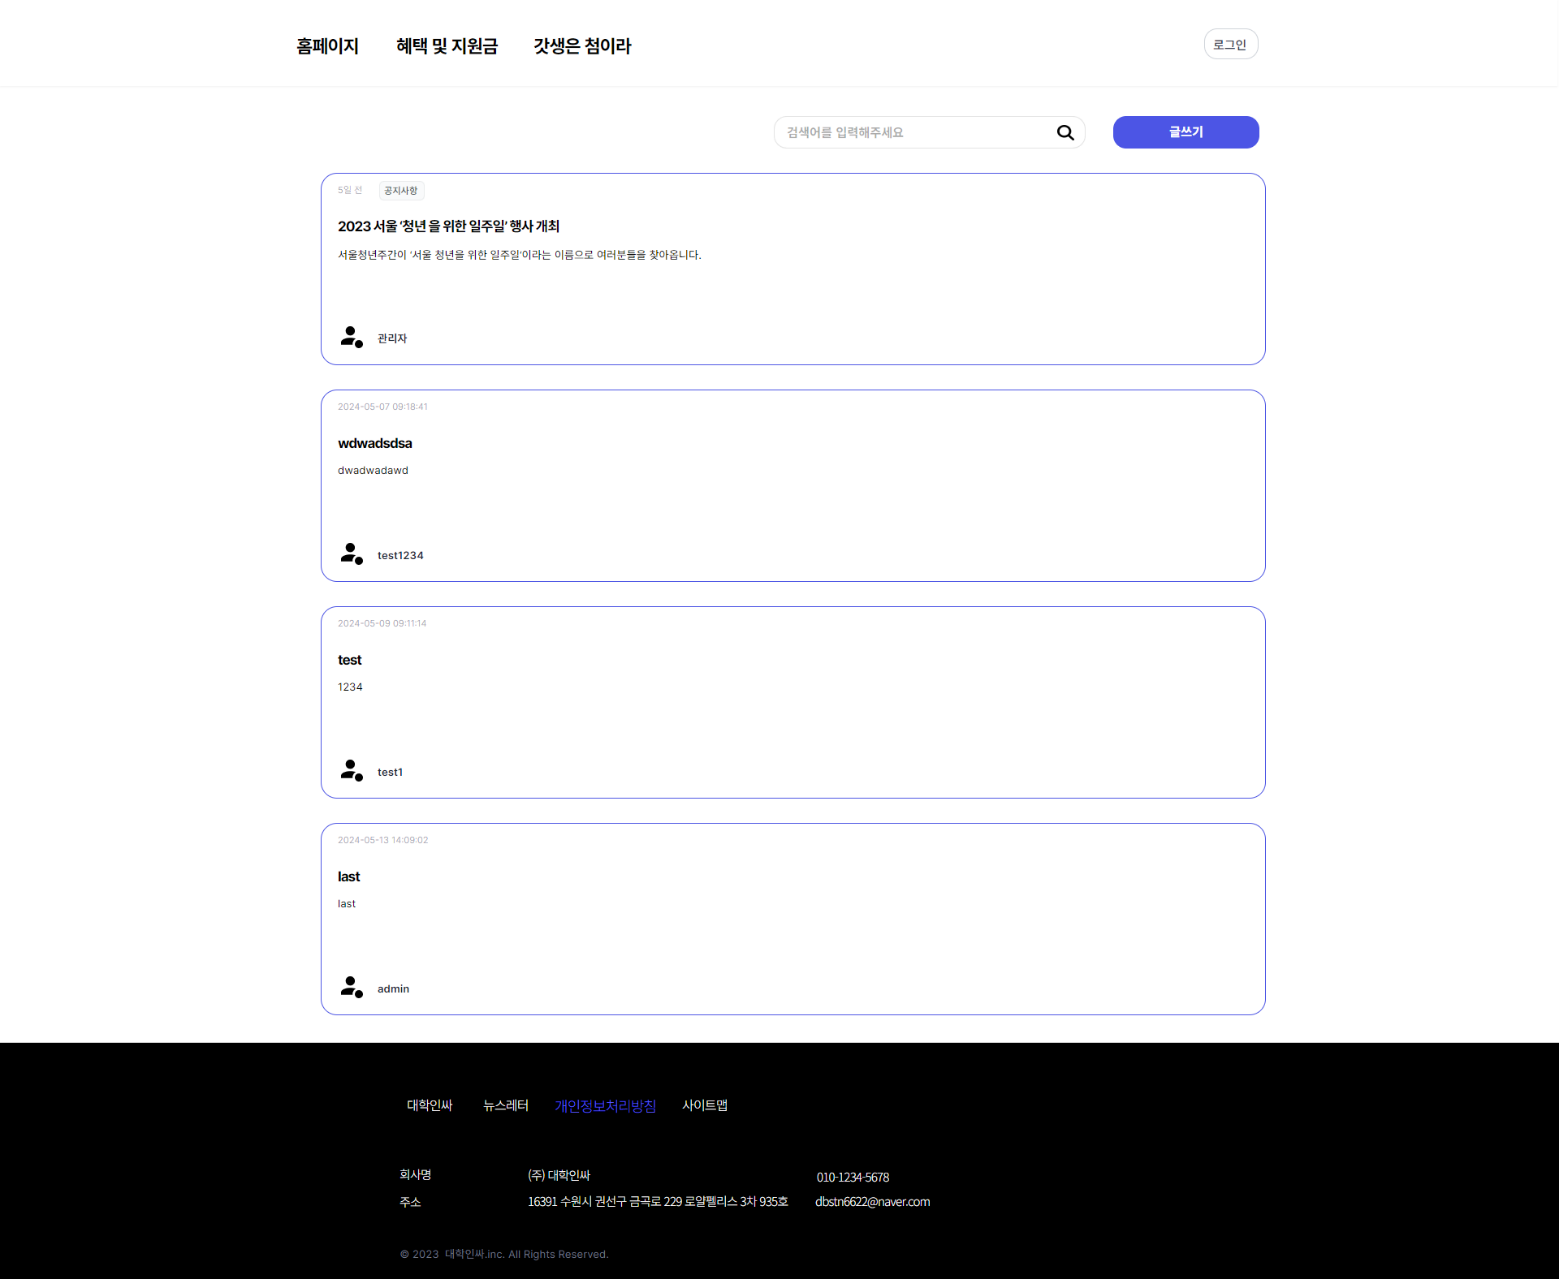 홈페이지 혜택 및 지원금 갓생은 첨이라 로그인
검색어를 입력해주세요 글쓰기
5일 선 공지사항
2023 서울 ‘청년 을 위한 일주일’ 행사 개최
서울청년주간이 ‘서울 청년을 위한 일주일’이라는 이름으로 여러분들을 찾아옵니다.
관리자
2024-05-07 09:18:41
wdwadsdsa
dwadwadawd
test1234
2024-05-09 09:11:14
test
1234
test1
2024-05-13 14:09:02
last
last
admin
대학인싸 뉴스레터 개인정보처리방침 사이트맵
회사명 (주) 대학인싸 010-1234-5678
주소 16391 수원시 권선구 금곡로 229 로얄펠리스 3차 935호 dbstn6622@naver.com
© 2023 대학인싸.inc. All Rights Reserved.